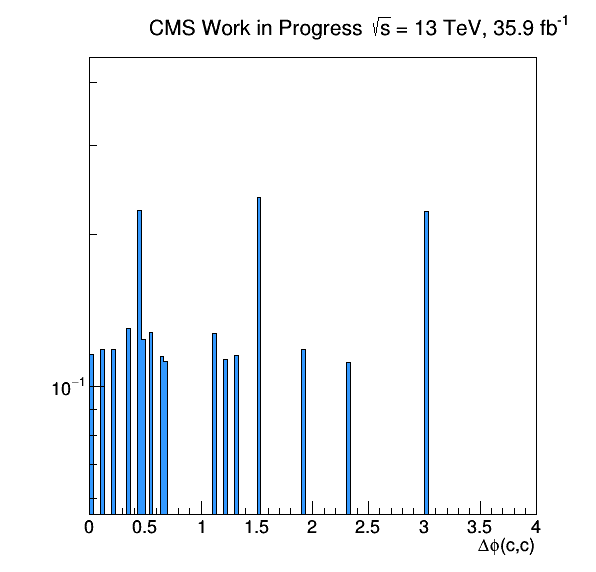 CMS Work in Progress √s = 13 TeV, 35.9 fb⁻¹
10⁻¹
0 0.5 1 1.5 2 2.5 3 3.5 4
Δϕ(c,c)